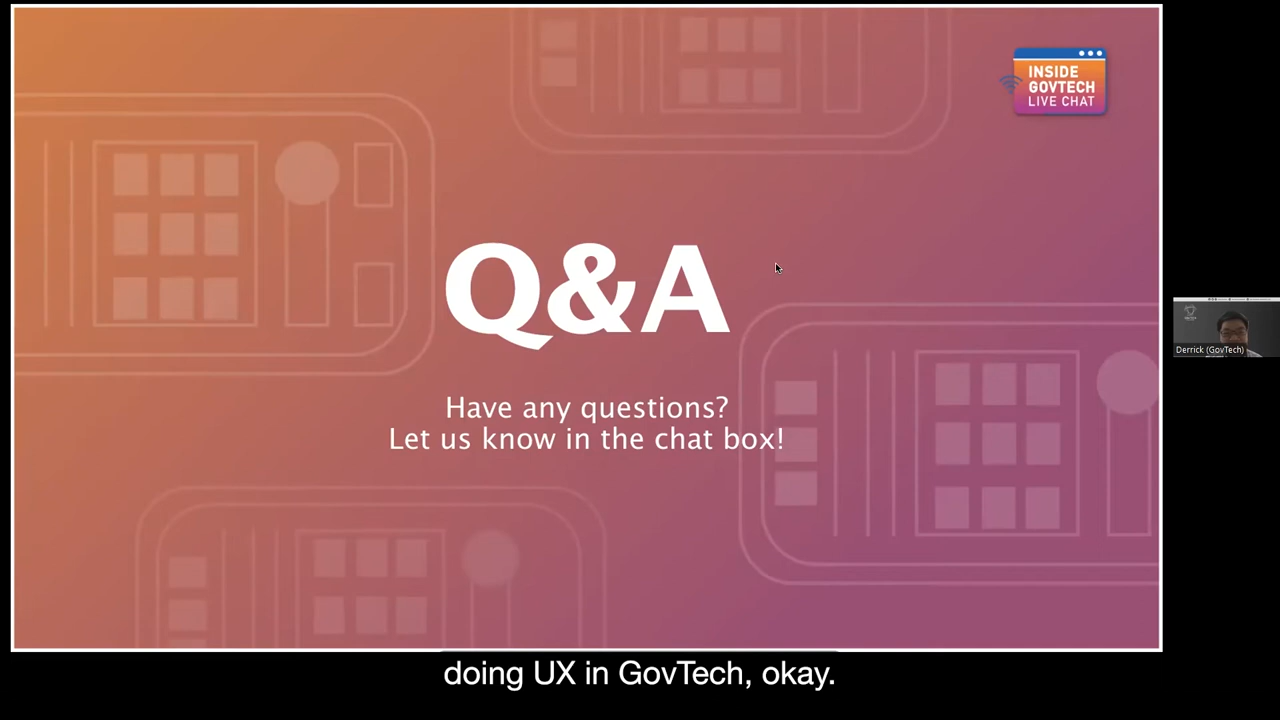 INSIDE
GOVTECH
LIVE CHAT
Q&A
Have any questions?
Let us know in the chat box!
Derrick (GovTech)
doing UX in GovTech, okay.